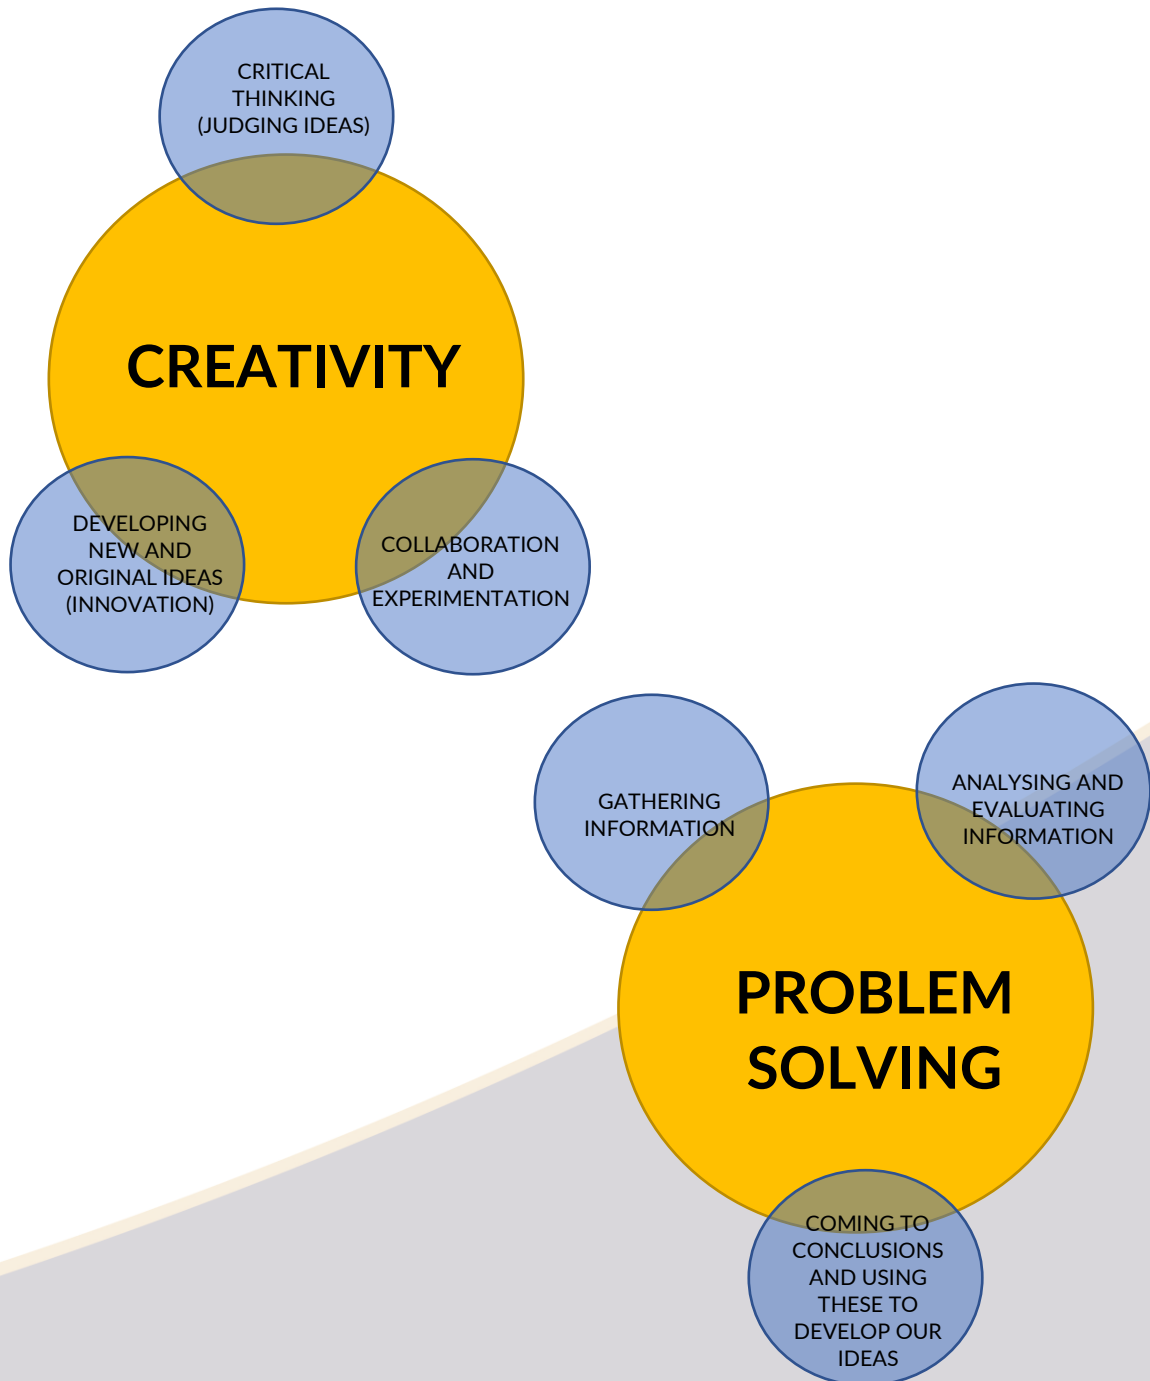 CRITICAL
THINKING
(JUDGING IDEAS)
CREATIVITY
DEVELOPING
NEW AND
ORIGINAL IDEAS
(INNOVATION)
COLLABORATION
AND
EXPERIMENTATION
GATHERING
INFORMATION
ANALYSING AND
EVALUATING
INFORMATION
PROBLEM
SOLVING
COMING TO
CONCLUSIONS
AND USING
THESE TO
DEVELOP OUR
IDEAS